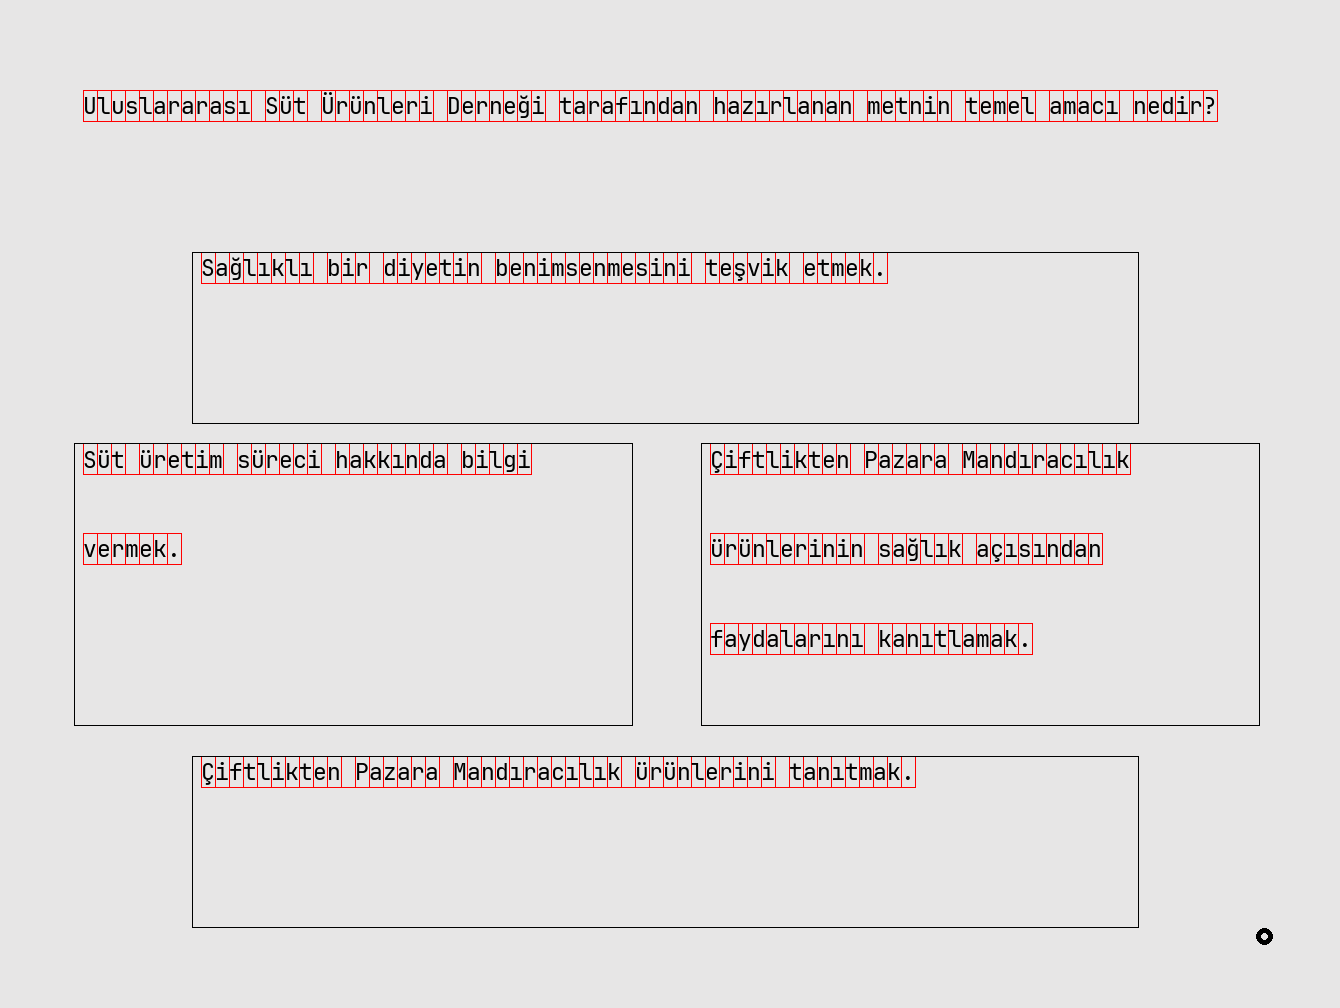 Uluslararası Süt Ürünleri Derneği tarafından hazırlanan metnin temel amacı nedir?
Sağlıklı bir diyetin benimsenmesini teşvik etmek.
Süt üretim süreci hakkında bilgi
vermek.
Çiftlikten Pazara Mandıracılık
ürünlerinin sağlık açısından
faydalarını kanıtlamak.
Çiftlikten Pazara Mandıracılık ürünlerini tanıtmak.